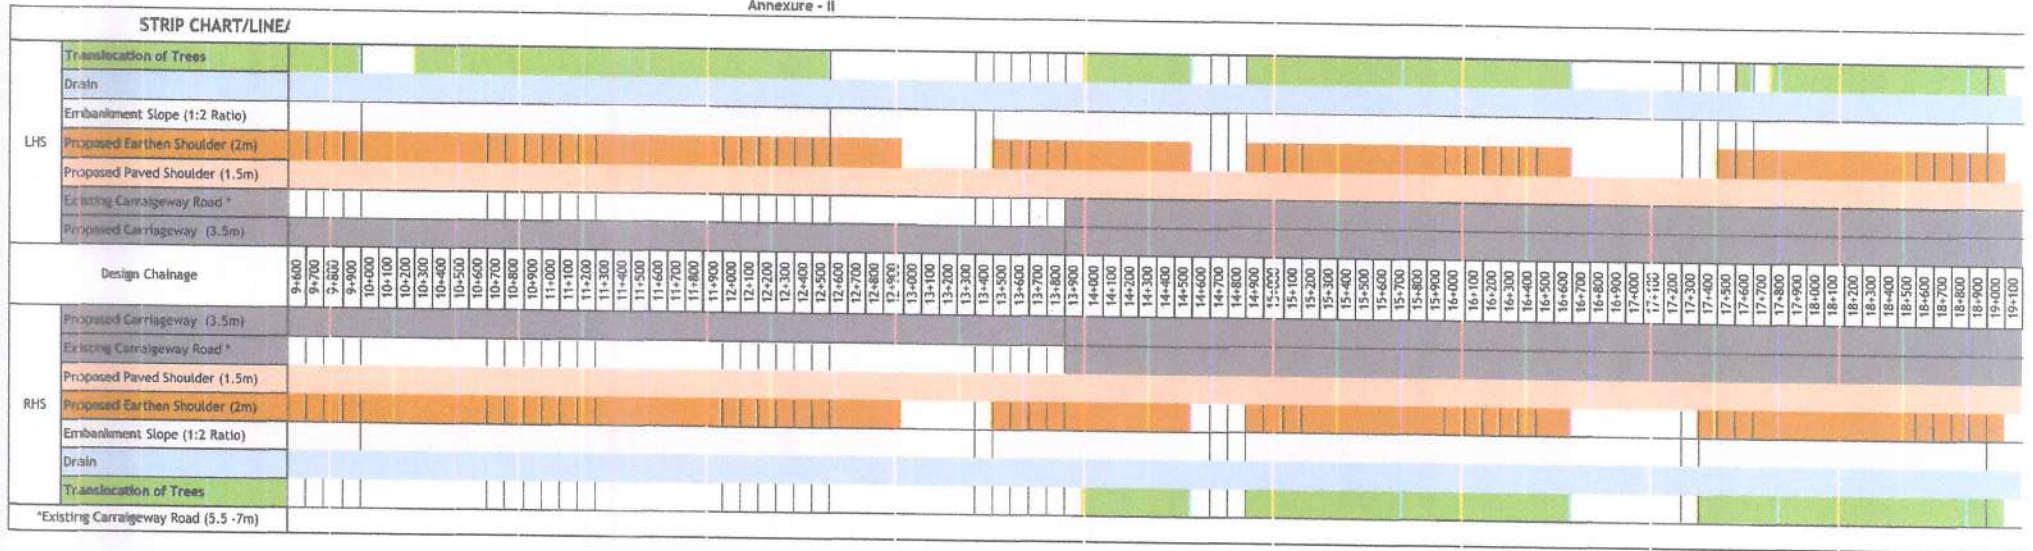 Annexure - II
STRIP CHART/LINE
LHS
Translocation of Trees
Drain
Embankment Slope (1:2 Ratio)
Proposed Earthen Shoulder (2m)
Proposed Paved Shoulder (1.5m)
Existing Carraigeway Road *
Proposed Carriageway (3.5m)
Design Chainage
9+600 9+700 9+800 9+900 10+000 10+100 10+200 10+300 10+400 10+500 10+600 10+700 10+800 10+900 11+000 11+100 11+200 11+300 11+400 11+500 11+600 11+700 11+800 11+900 12+000 12+100 12+200 12+300 12+400 12+500 12+600 12+700 12+800 12+900 13+000 13+100 13+200 13+300 13+400 13+500 13+600 13+700 13+800 13+900 14+000 14+100 14+200 14+300 14+400 14+500 14+600 14+700 14+800 14+900 15+000 15+100 15+200 15+300 15+400 15+500 15+600 15+700 15+800 15+900 16+000 16+100 16+200 16+300 16+400 16+500 16+600 16+700 16+800 16+900 17+000 17+100 17+200 17+300 17+400 17+500 17+600 17+700 17+800 17+900 18+000 18+100 18+200 18+300 18+400 18+500 18+600 18+700 18+800 18+900 19+000 19+100
RHS
Proposed Carriageway (3.5m)
Existing Carraigeway Road *
Proposed Paved Shoulder (1.5m)
Proposed Earthen Shoulder (2m)
Embankment Slope (1:2 Ratio)
Drain
Translocation of Trees
*Existing Carraigeway Road (5.5 -7m)